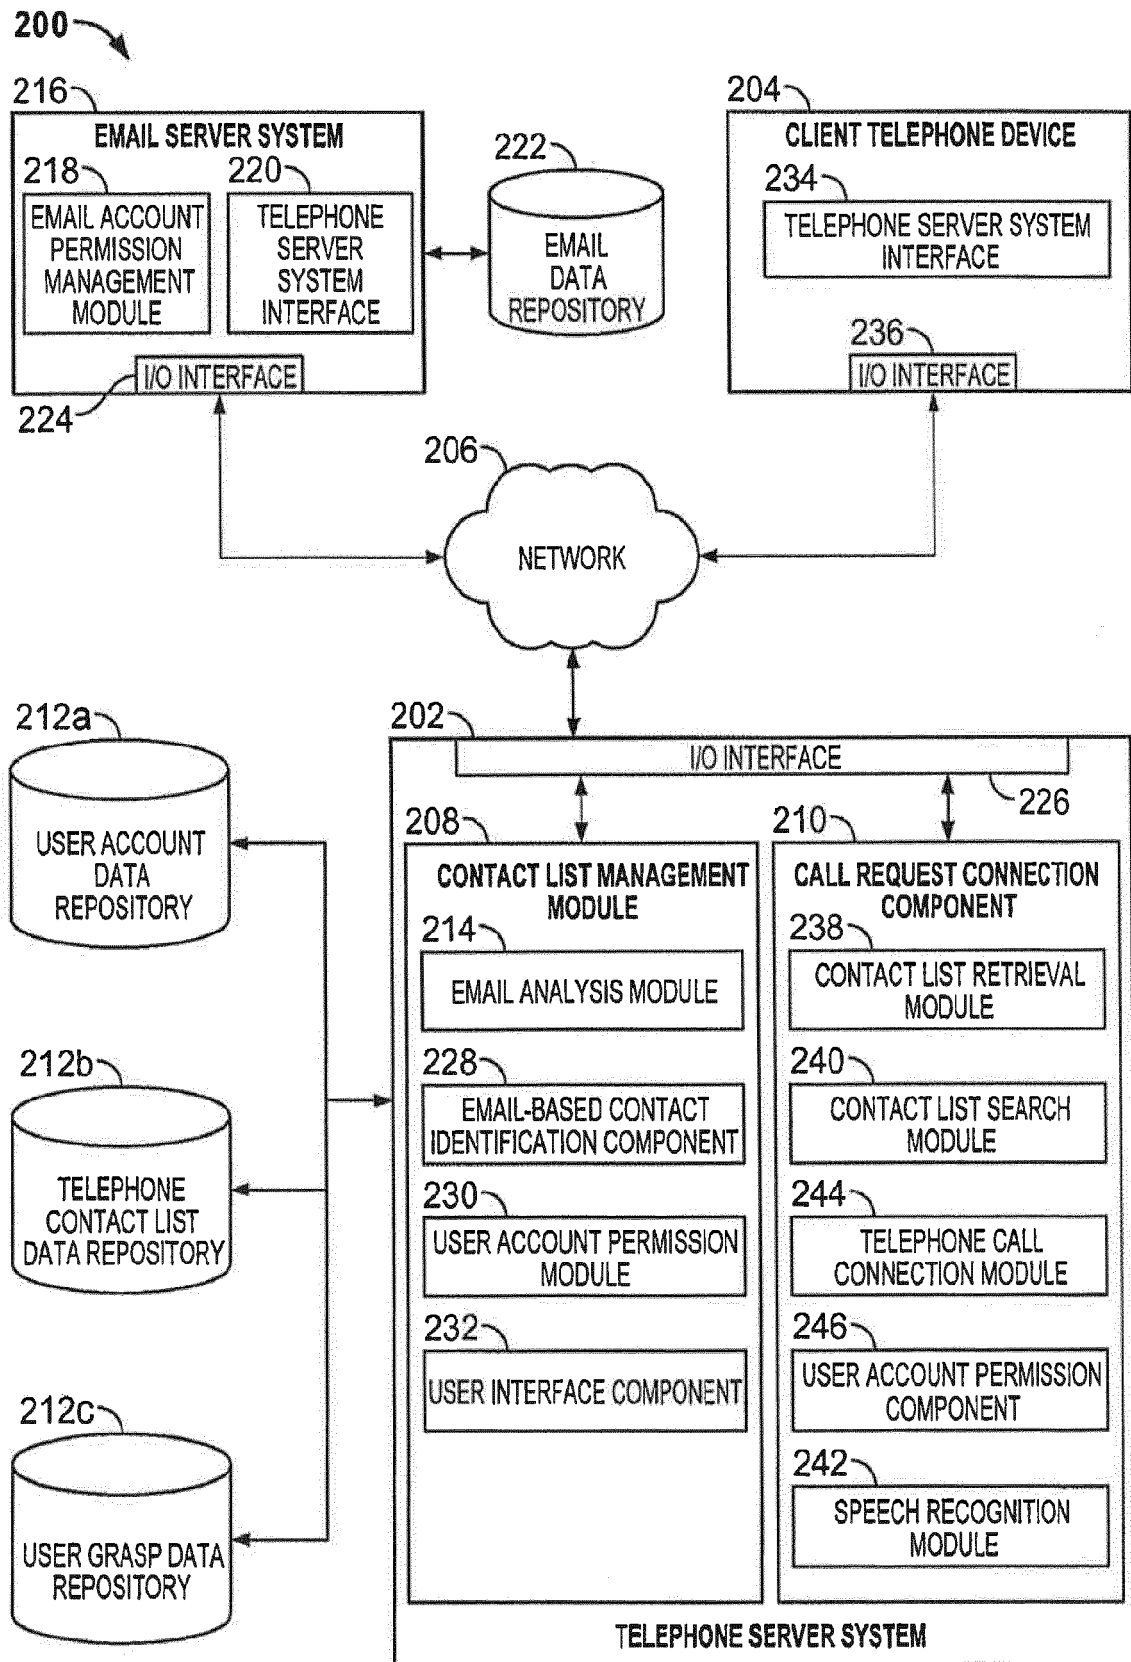 200
216
EMAIL SERVER SYSTEM
218
EMAIL ACCOUNT
PERMISSION
MANAGEMENT
MODULE
220
TELEPHONE
SERVER
SYSTEM
INTERFACE
I/O INTERFACE
224
222
EMAIL
DATA
REPOSITORY
204
CLIENT TELEPHONE DEVICE
234
TELEPHONE SERVER SYSTEM
INTERFACE
236
I/O INTERFACE
206
NETWORK
212a
USER ACCOUNT
DATA
REPOSITORY
212b
TELEPHONE
CONTACT LIST
DATA REPOSITORY
212c
USER GRASP DATA
REPOSITORY
202
I/O INTERFACE
226
208
CONTACT LIST MANAGEMENT
MODULE
214
EMAIL ANALYSIS MODULE
228
EMAIL-BASED CONTACT
IDENTIFICATION COMPONENT
230
USER ACCOUNT PERMISSION
MODULE
232
USER INTERFACE COMPONENT
210
CALL REQUEST CONNECTION
COMPONENT
238
CONTACT LIST RETRIEVAL
MODULE
240
CONTACT LIST SEARCH
MODULE
244
TELEPHONE CALL
CONNECTION MODULE
246
USER ACCOUNT PERMISSION
COMPONENT
242
SPEECH RECOGNITION
MODULE
TELEPHONE SERVER SYSTEM